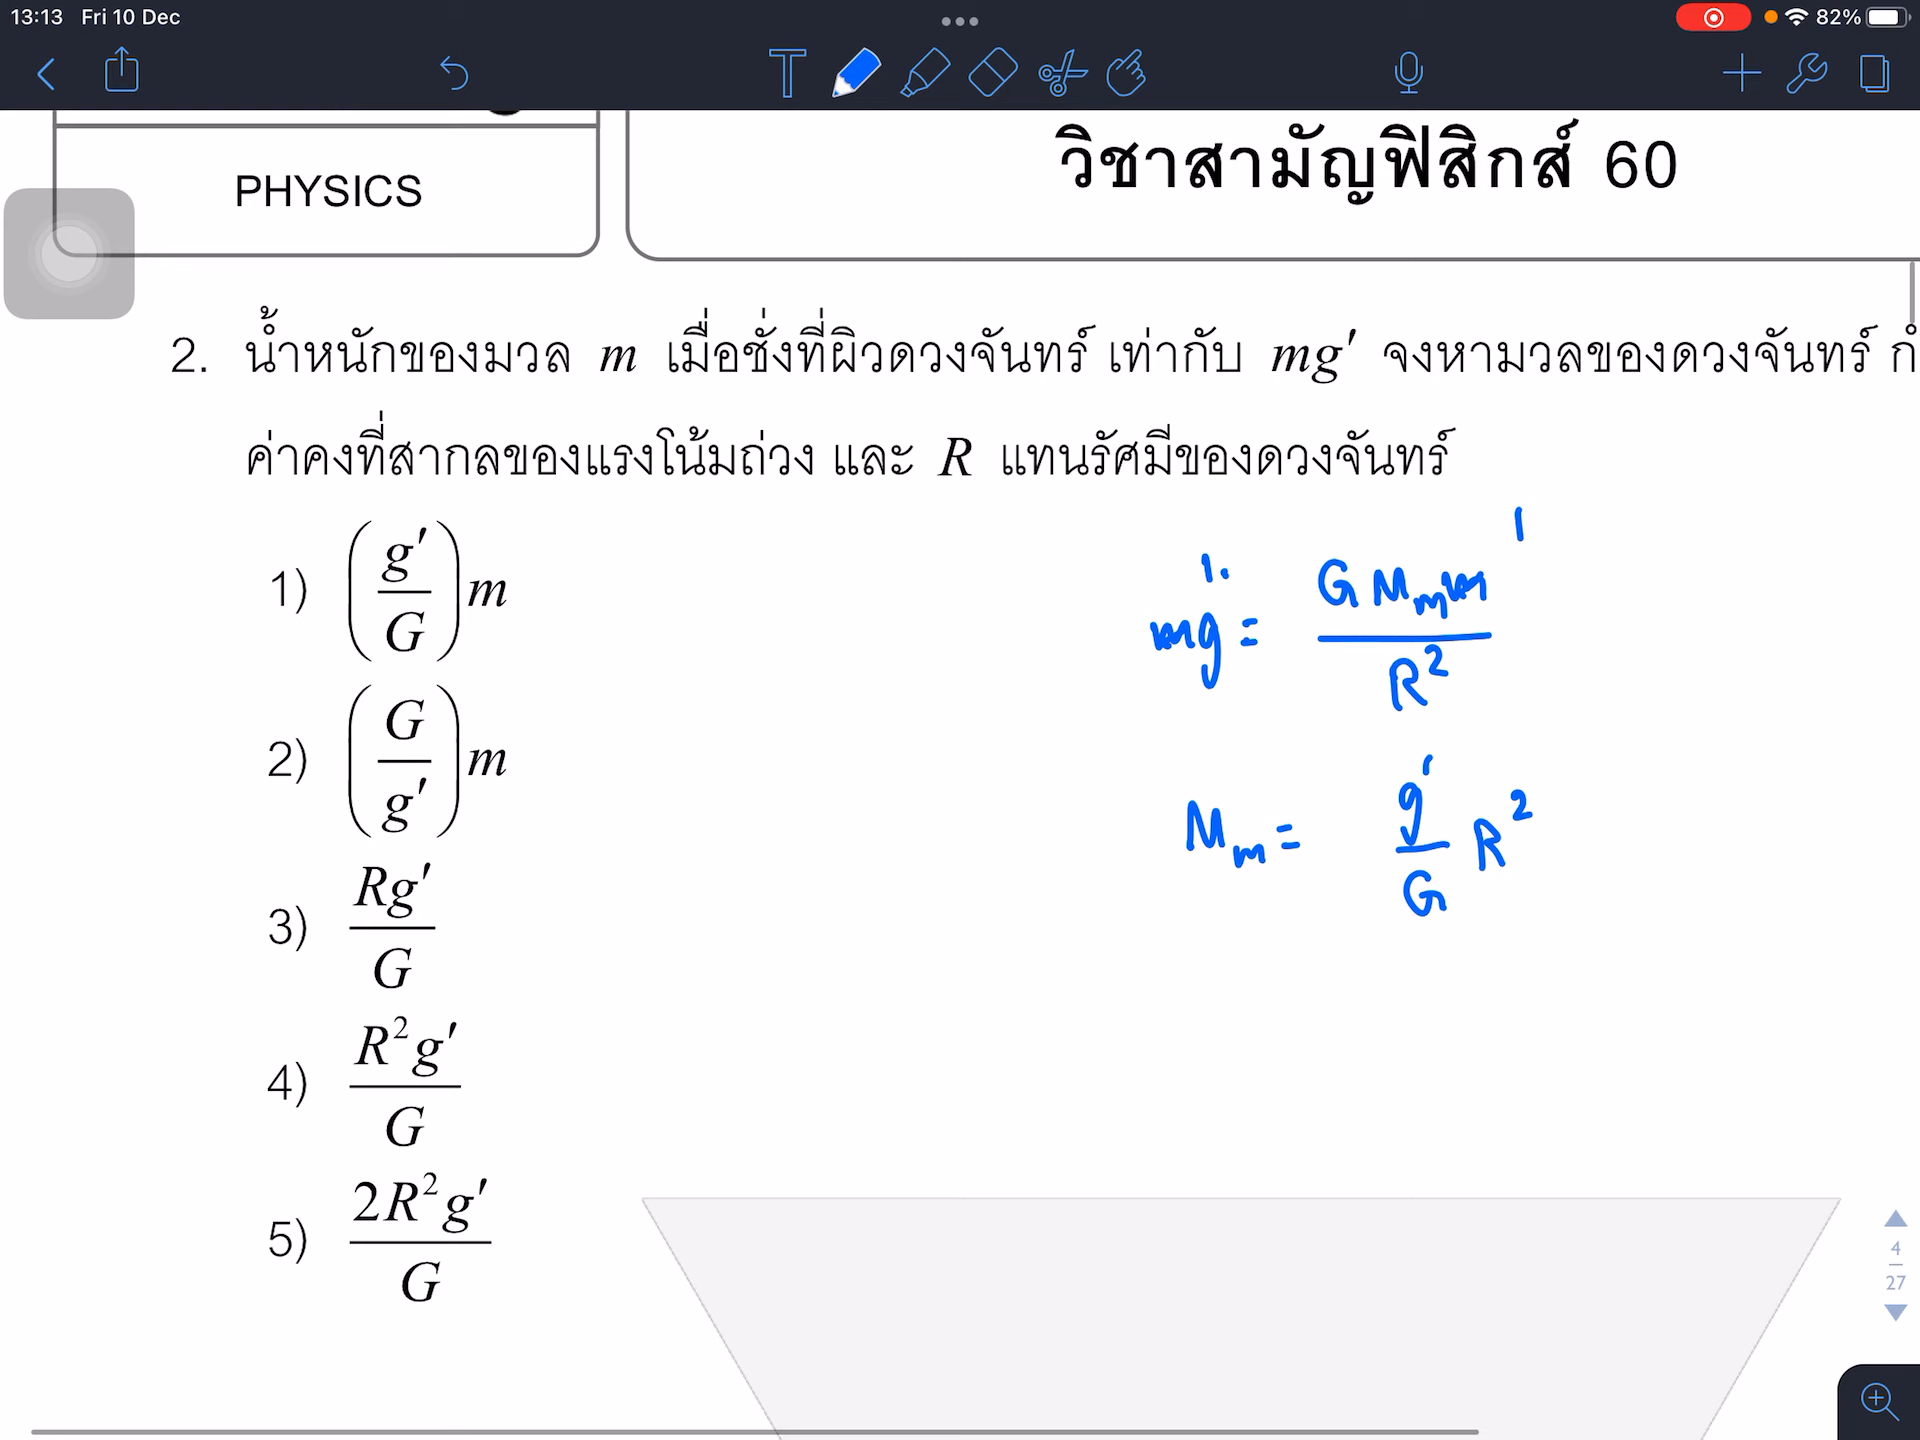 13:13 Fri 10 Dec
82%
PHYSICS
วิชาสามัญฟิสิกส์ 60
2. น้ำหนักของมวล m เมื่อชั่งที่ผิวดวงจันทร์ เท่ากับ mg′ จงหามวลของดวงจันทร์ กำ
ค่าคงที่สากลของแรงโน้มถ่วง และ R แทนรัศมีของดวงจันทร์
1) (g′/G)m
2) (G/g′)m
3) Rg′/G
4) R²g′/G
5) 2R²g′/G
mg′ = GM_m m/R²
M_m = g′/G R²
4
27